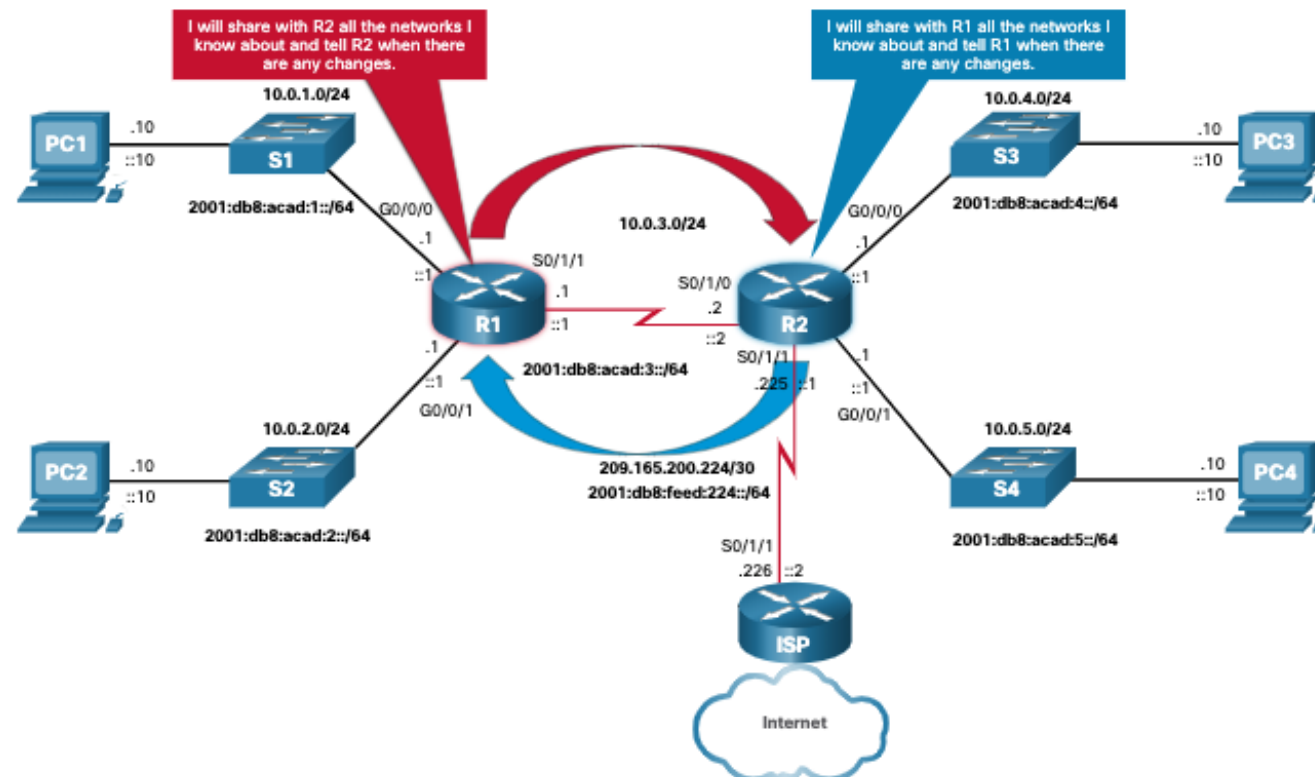 I will share with R2 all the networks I
know about and tell R2 when there
are any changes.
I will share with R1 all the networks I
know about and tell R1 when there
are any changes.
10.0.1.0/24
10.0.4.0/24
PC1
.10
::10
S1
S3
.10
::10
PC3
2001:db8:acad:1::/64
G0/0/0
10.0.3.0/24
G0/0/0
2001:db8:acad:4::/64
.1
::1
S0/1/1
.1
::1
R1
S0/1/0
.2
::2
R2
.1
::1
2001:db8:acad:3::/64
S0/1/1
.225
::1
.1
::1
G0/0/1
.1
::1
G0/0/1
10.0.2.0/24
10.0.5.0/24
PC2
.10
::10
S2
209.165.200.224/30
2001:db8:feed:224::/64
S4
.10
::10
PC4
2001:db8:acad:2::/64
2001:db8:acad:5::/64
S0/1/1
.226
::2
ISP
Internet